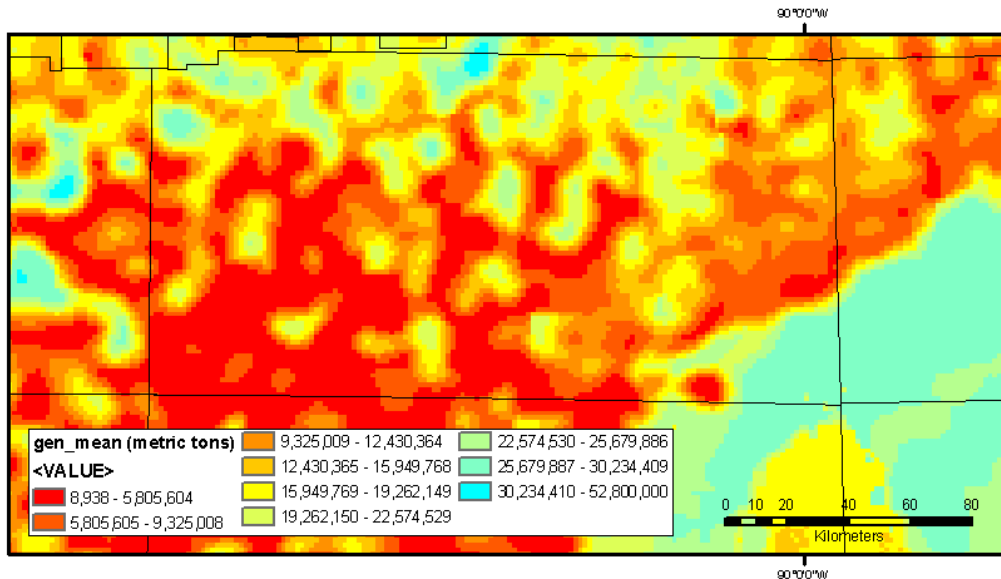 90°0'0"W
gen_mean (metric tons)
<VALUE>
8,938 - 5,805,604
5,805,605 - 9,325,008
9,325,009 - 12,430,364
12,430,365 - 15,949,768
15,949,769 - 19,262,149
19,262,150 - 22,574,529
22,574,530 - 25,679,886
25,679,887 - 30,234,409
30,234,410 - 52,800,000
0 10 20 40 60 80
Kilometers
90°0'0"W